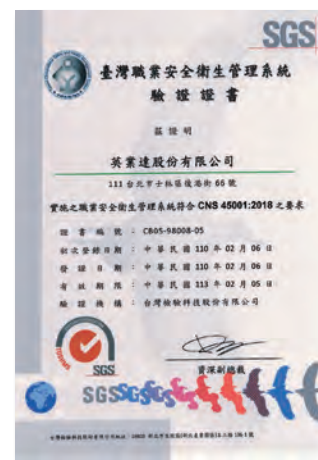 SGS
臺灣職業安全衛生管理系統
驗證證書
茲證明
英業達股份有限公司
111 台北市士林區後港街 66 號
實施之職業安全衛生管理系統符合 CNS 45001:2018 之要求
證書編號：CB05-98008-05
初次登錄日期：中華民國 110 年 02 月 06 日
發證日期：中華民國 110 年 02 月 06 日
有效期限：中華民國 113 年 02 月 05 日
驗證機構：台灣檢驗科技股份有限公司
SGS
資深副總裁
SGSSGSSGS